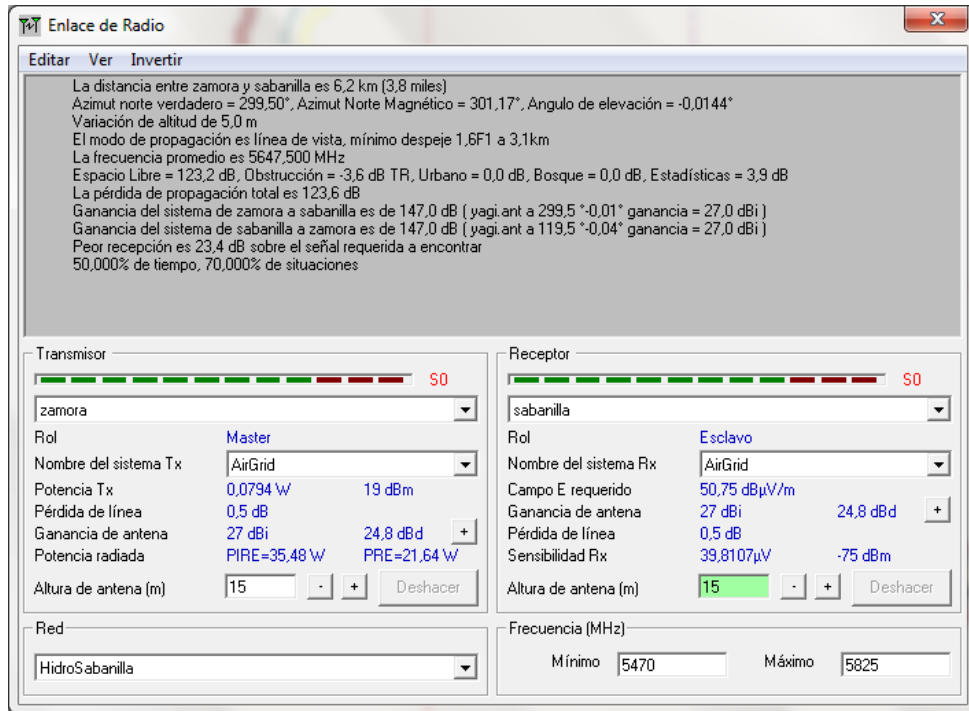 Enlace de Radio
Editar Ver Invertir
La distancia entre zamora y sabanilla es 6,2 km (3,8 miles)
Azimut norte verdadero = 299,50°, Azimut Norte Magnético = 301,17°, Angulo de elevación = -0,0144°
Variación de altitud de 5,0 m
El modo de propagación es línea de vista, mínimo despeje 1,6F1 a 3,1km
La frecuencia promedio es 5647,500 MHz
Espacio Libre = 123,2 dB, Obstrucción = -3,6 dB TR, Urbano = 0,0 dB, Bosque = 0,0 dB, Estadísticas = 3,9 dB
La pérdida de propagación total es 123,6 dB
Ganancia del sistema de zamora a sabanilla es de 147,0 dB ( yagi.ant a 299,5 °-0,01° ganancia = 27,0 dBi )
Ganancia del sistema de sabanilla a zamora es de 147,0 dB ( yagi.ant a 119,5 °-0,04° ganancia = 27,0 dBi )
Peor recepción es 23,4 dB sobre el señal requerida a encontrar
50,000% de tiempo, 70,000% de situaciones
Transmisor
S0
zamora
Rol Master
Nombre del sistema Tx AirGrid
Potencia Tx 0,0794 W 19 dBm
Pérdida de línea 0,5 dB
Ganancia de antena 27 dBi 24,8 dBd +
Potencia radiada PIRE=35,48 W PRE=21,64 W
Altura de antena (m) 15 - + Deshacer
Receptor
S0
sabanilla
Rol Esclavo
Nombre del sistema Rx AirGrid
Campo E requerido 50,75 dBµV/m
Ganancia de antena 27 dBi 24,8 dBd +
Pérdida de línea 0,5 dB
Sensibilidad Rx 39,8107µV -75 dBm
Altura de antena (m) 15 - + Deshacer
Red
HidroSabanilla
Frecuencia (MHz)
Mínimo 5470 Máximo 5825